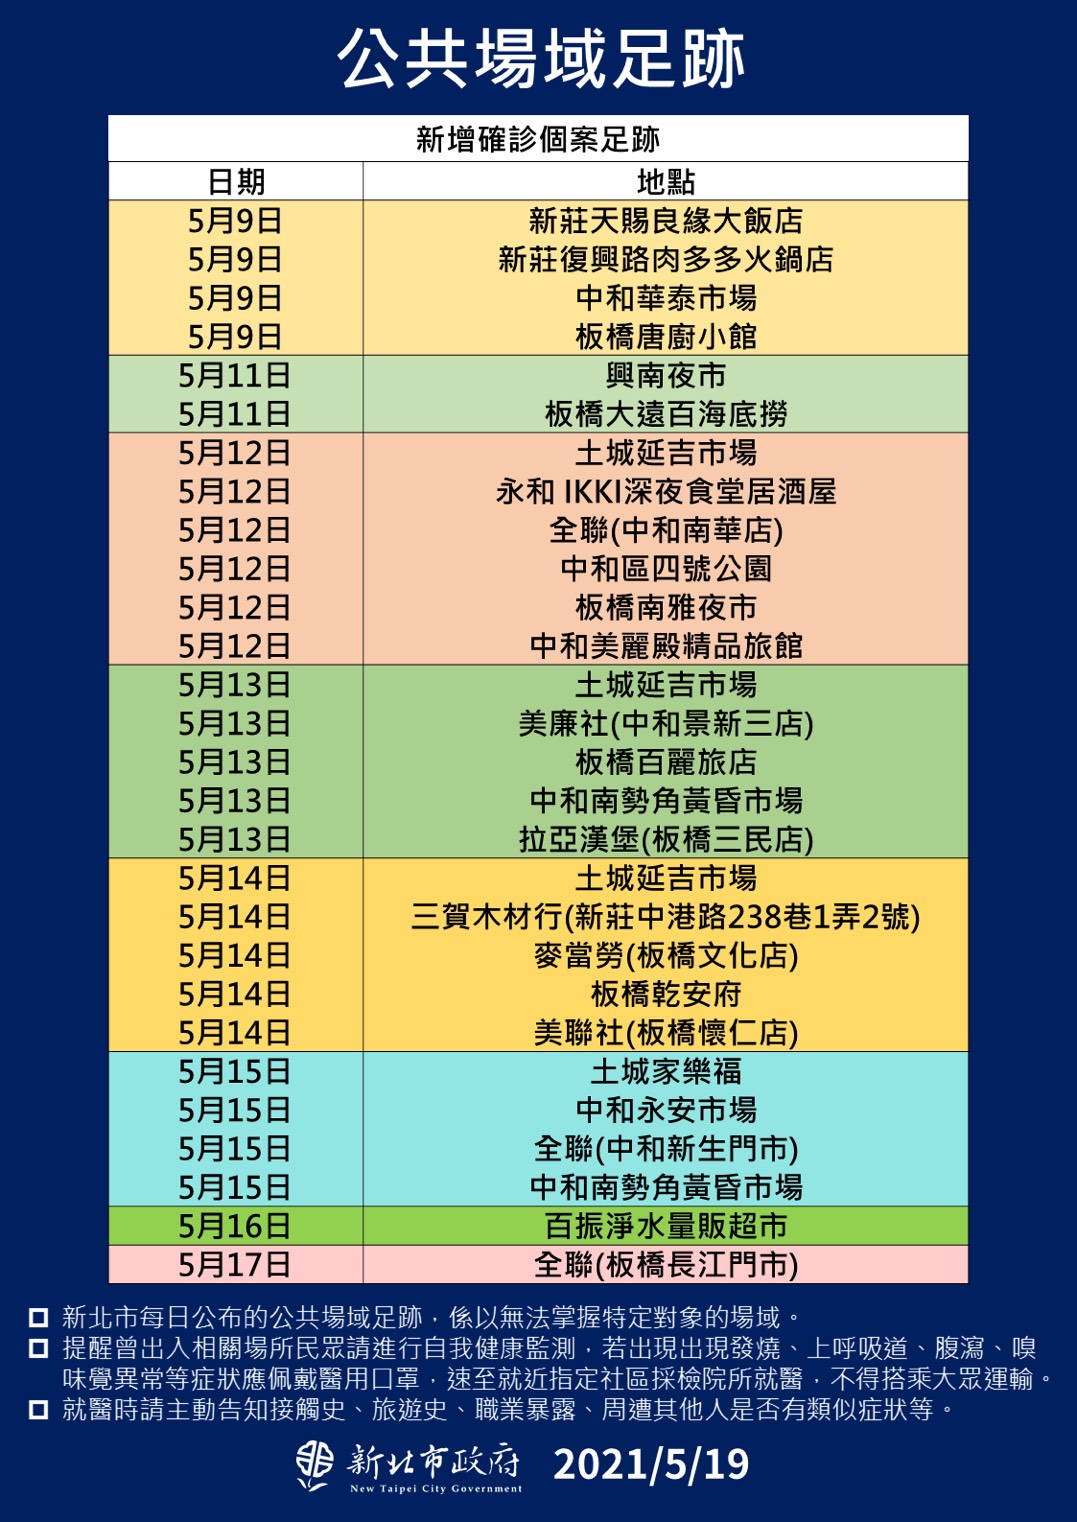 公共場域足跡
新增確診個案足跡
日期 地點
5月9日 新莊天賜良緣大飯店
5月9日 新莊復興路肉多多火鍋店
5月9日 中和華泰市場
5月9日 板橋唐廚小館
5月11日 興南夜市
5月11日 板橋大遠百海底撈
5月12日 土城延吉市場
5月12日 永和 IKKI深夜食堂居酒屋
5月12日 全聯(中和南華店)
5月12日 中和區四號公園
5月12日 板橋南雅夜市
5月12日 中和美麗殿精品旅館
5月13日 土城延吉市場
5月13日 美廉社(中和景新三店)
5月13日 板橋百麗旅店
5月13日 中和南勢角黃昏市場
5月13日 拉亞漢堡(板橋三民店)
5月14日 土城延吉市場
5月14日 三賀木材行(新莊中港路238巷1弄2號)
5月14日 麥當勞(板橋文化店)
5月14日 板橋乾安府
5月14日 美聯社(板橋懷仁店)
5月15日 土城家樂福
5月15日 中和永安市場
5月15日 全聯(中和新生門市)
5月15日 中和南勢角黃昏市場
5月16日 百振淨水量販超市
5月17日 全聯(板橋長江門市)
新北市每日公布的公共場域足跡，係以無法掌握特定對象的場域。
提醒曾出入相關場所民眾請進行自我健康監測，若出現出現發燒、上呼吸道、腹瀉、嗅
味覺異常等症狀應佩戴醫用口罩，速至就近指定社區採檢院所就醫，不得搭乘大眾運輸。
就醫時請主動告知接觸史、旅遊史、職業暴露、周遭其他人是否有類似症狀等。
新北市政府 2021/5/19
New Taipei City Government